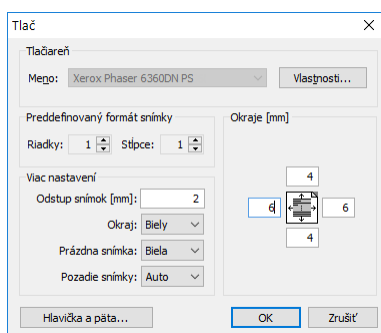 Tlač
Tlačiareň
Meno: Xerox Phaser 6360DN PS Vlastnosti...
Preddefinovaný formát snímky
Riadky: 1 Stĺpce: 1
Viac nastavení
Odstup snímok [mm]: 2
Okraj: Biely
Prázdna snímka: Biela
Pozadie snímky: Auto
Okraje [mm]
4
6 6
4
Hlavička a päta... OK Zrušiť